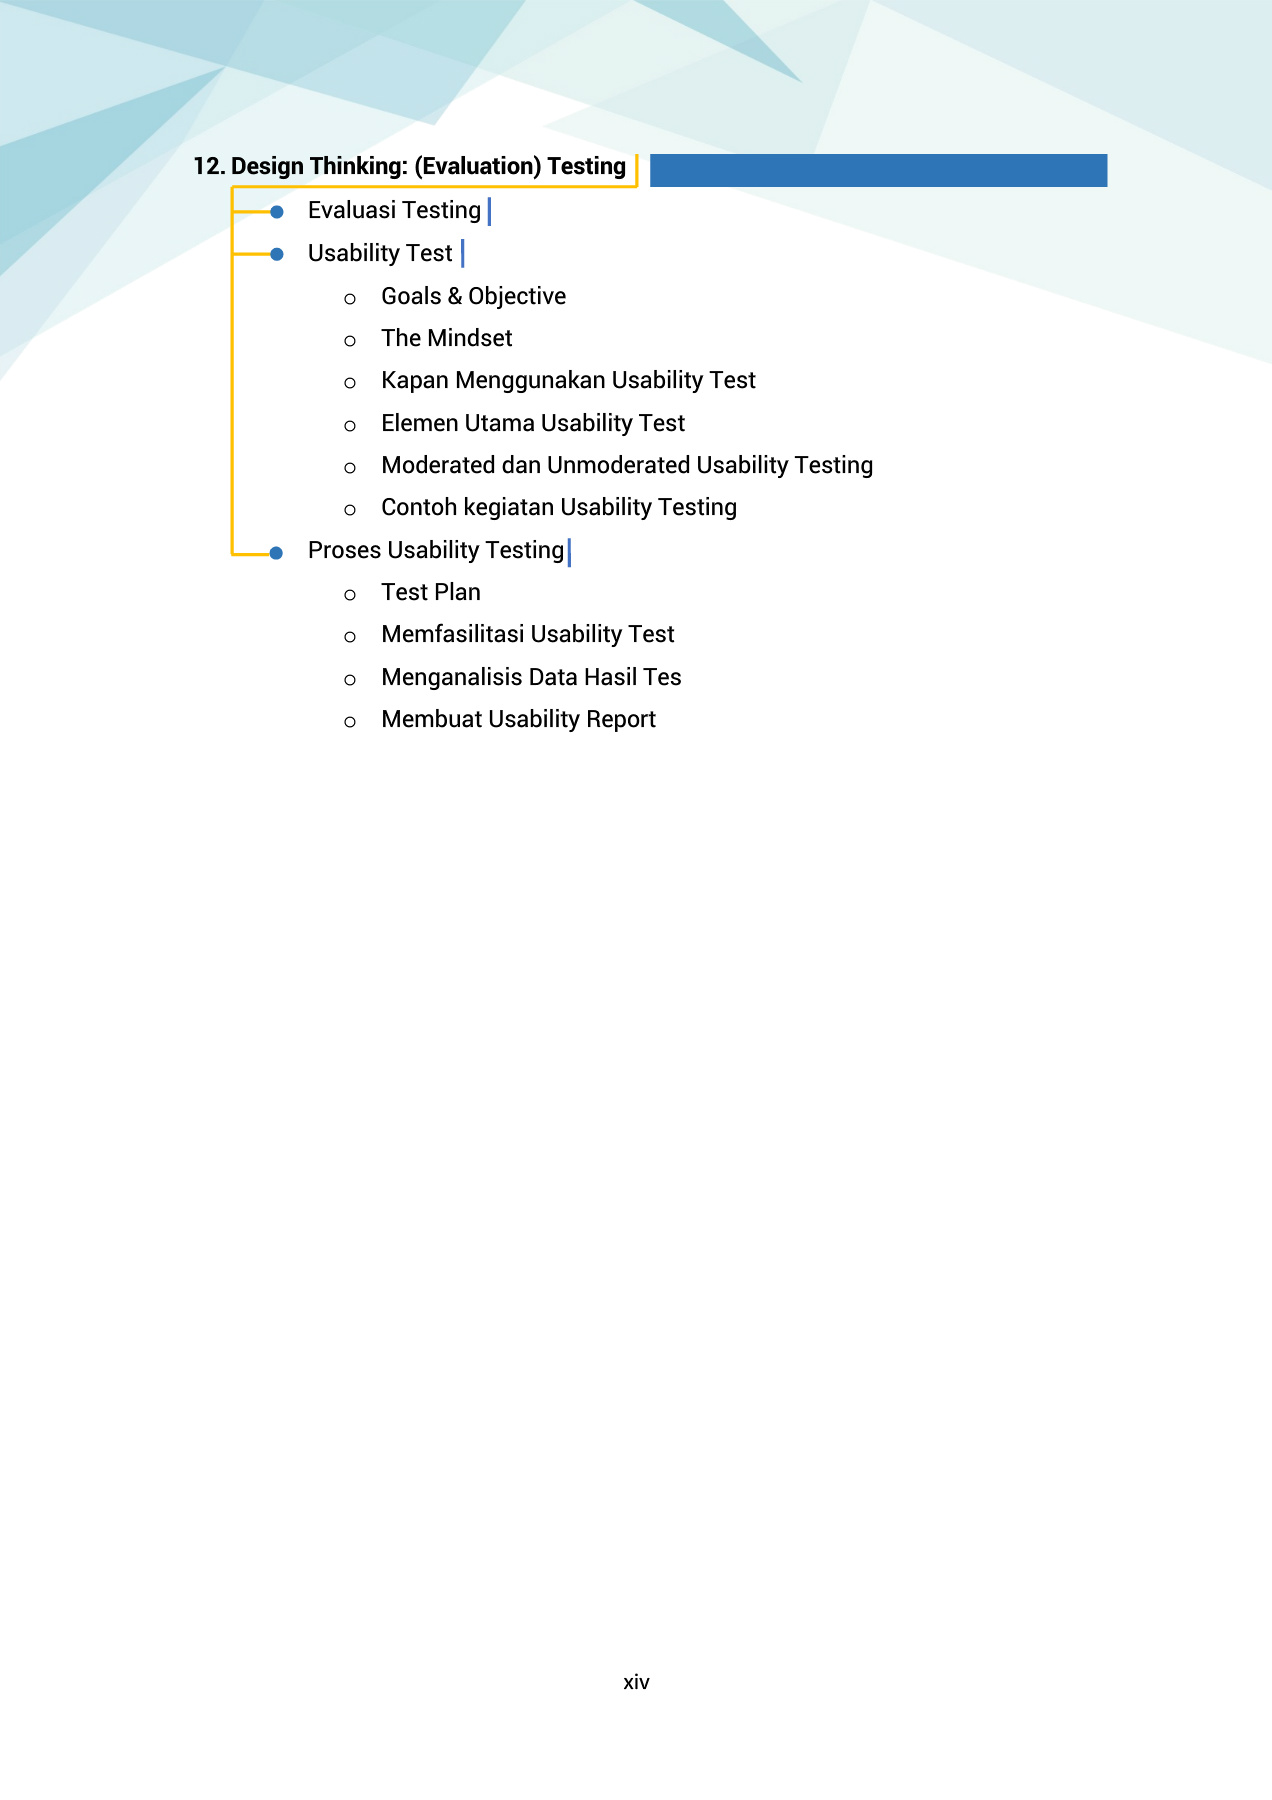 12. Design Thinking: (Evaluation) Testing
Evaluasi Testing
Usability Test
Goals & Objective
The Mindset
Kapan Menggunakan Usability Test
Elemen Utama Usability Test
Moderated dan Unmoderated Usability Testing
Contoh kegiatan Usability Testing
Proses Usability Testing
Test Plan
Memfasilitasi Usability Test
Menganalisis Data Hasil Tes
Membuat Usability Report
xiv